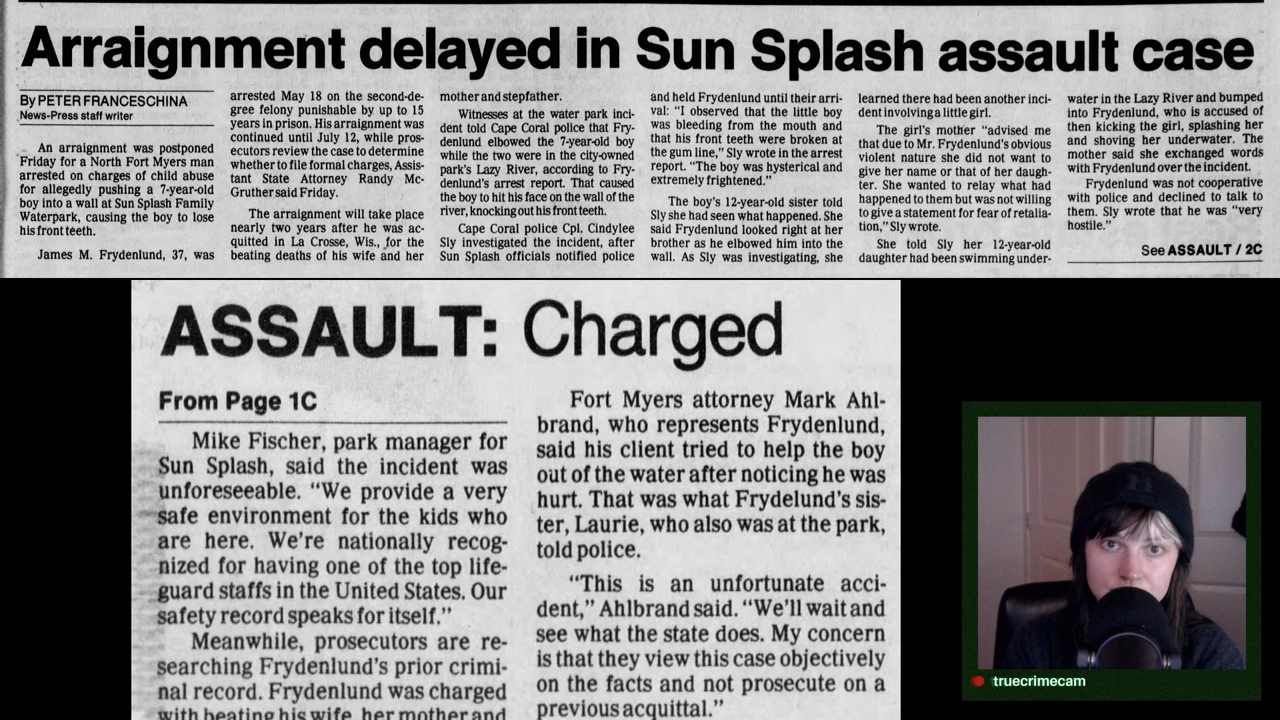 Arraignment delayed in Sun Splash assault case
By PETER FRANCESCHINA
News-Press staff writer
An arraignment was postponed
Friday for a North Fort Myers man
arrested on charges of child abuse
for allegedly pushing a 7-year-old
boy into a wall at Sun Splash Family
Waterpark, causing the boy to lose
his front teeth.
James M. Frydenlund, 37, was
arrested May 18 on the second-de-
gree felony punishable by up to 15
years in prison. His arraignment was
continued until July 12, while pros-
ecutors review the case to determine
whether to file formal charges, Assis-
tant State Attorney Randy Mc-
Gruther said Friday.
The arraignment will take place
nearly two years after he was ac-
quitted in La Crosse, Wis., for the
beating deaths of his wife and her
mother and stepfather.
Witnesses at the water park inci-
dent told Cape Coral police that Fry-
denlund elbowed the 7-year-old boy
while the two were in the city-owned
park's Lazy River, according to Fry-
denlund's arrest report. That caused
the boy to hit his face on the wall of the
river, knocking out his front teeth.
Cape Coral police Cpl. Cindylee
Sly investigated the incident, after
Sun Splash officials notified police
and held Frydenlund until their arri-
val: "I observed that the little boy
was bleeding from the mouth and
that his front teeth were broken at
the gum line," Sly wrote in the arrest
report. "The boy was hysterical and
extremely frightened."
The boy's 12-year-old sister told
Sly she had seen what happened. She
said Frydenlund looked right at her
brother as he elbowed him into the
wall. As Sly was investigating, she
learned there had been another inci-
dent involving a little girl.
The girl's mother "advised me
that due to Mr. Frydenlund's obvious
violent nature she did not want to
give her name or that of her daugh-
ter. She wanted to relay what had
happened to them but was not willing
to give a statement for fear of retalia-
tion," Sly wrote.
She told Sly her 12-year-old
daughter had been swimming under-
water in the Lazy River and bumped
into Frydenlund, who is accused of
then kicking the girl, splashing her
and shoving her underwater. The
mother said she exchanged words
with Frydenlund over the incident.
Frydenlund was not cooperative
with police and declined to talk to
them. Sly wrote that he was "very
hostile."
See ASSAULT / 2C
ASSAULT: Charged
From Page 1C
Mike Fischer, park manager for
Sun Splash, said the incident was
unforeseeable. "We provide a very
safe environment for the kids who
are here. We're nationally recog-
nized for having one of the top life-
guard staffs in the United States. Our
safety record speaks for itself."
Meanwhile, prosecutors are re-
searching Frydenlund's prior crimi-
nal record. Frydenlund was charged
with beating his wife, her mother and
Fort Myers attorney Mark Ahl-
brand, who represents Frydenlund,
said his client tried to help the boy
out of the water after noticing he was
hurt. That was what Frydelund's sis-
ter, Laurie, who also was at the park,
told police.
"This is an unfortunate acci-
dent," Ahlbrand said. "We'll wait and
see what the state does. My concern
is that they view this case objectively
on the facts and not prosecute on a
previous acquittal."
H
truecrimecam